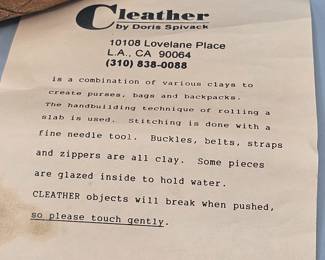 Cleather
by Doris Spivack
10108 Lovelane Place
L.A., CA 90064
(310) 838-0088
is a combination of various clays to
create purses, bags and backpacks.
The handbuilding technique of rolling a
slab is used. Stitching is done with a
fine needle tool. Buckles, belts, straps
and zippers are all clay. Some pieces
are glazed inside to hold water.
CLEATHER objects will break when pushed,
so please touch gently.